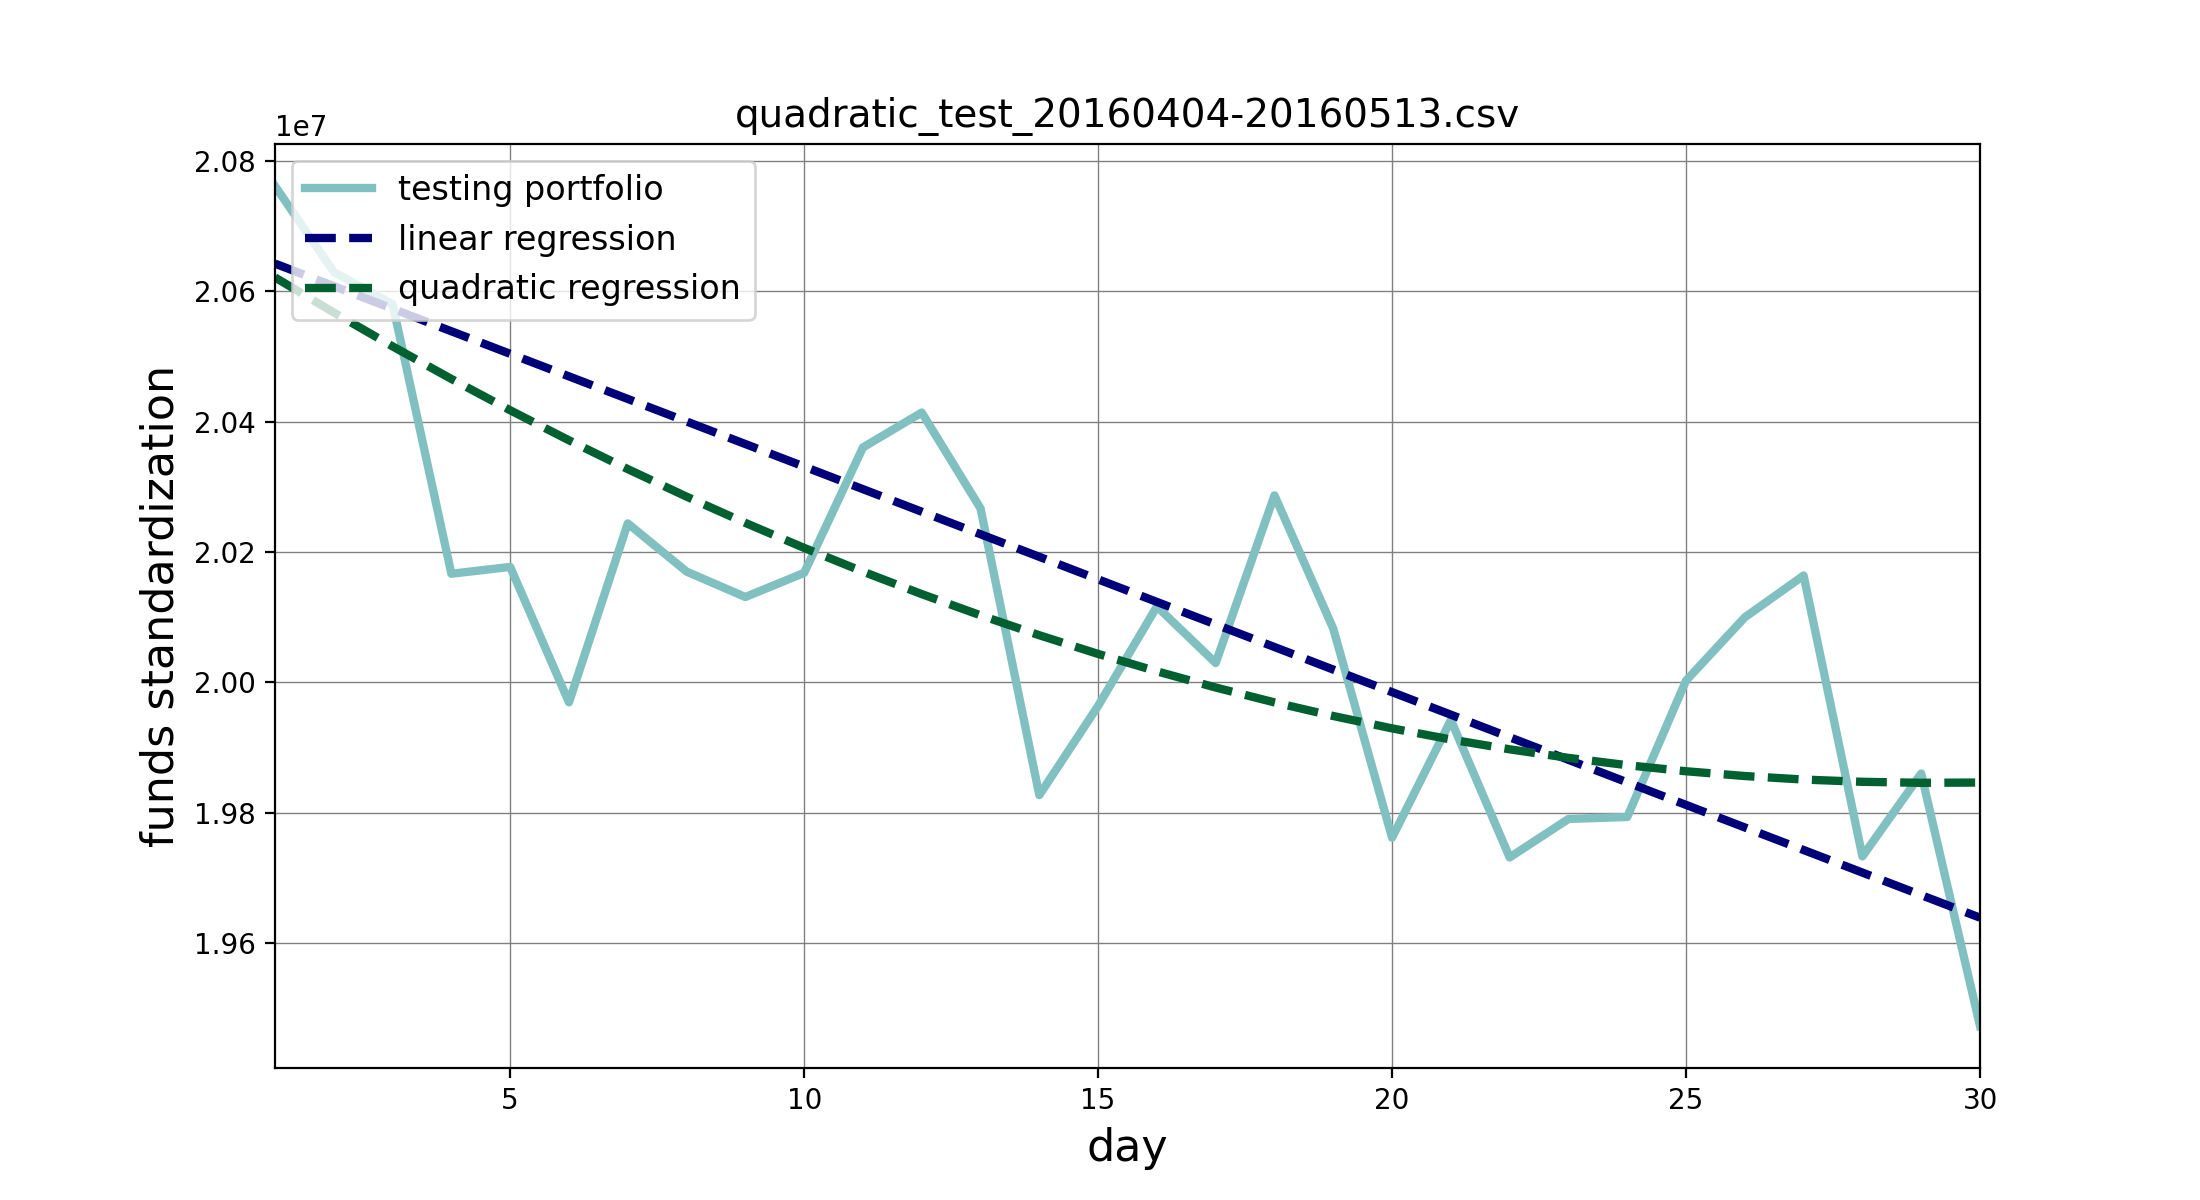 quadratic_test_20160404-20160513.csv
1e7
2.08
2.06
2.04
2.02
2.00
1.98
1.96
funds standardization
testing portfolio
linear regression
quadratic regression
5 10 15 20 25 30
day